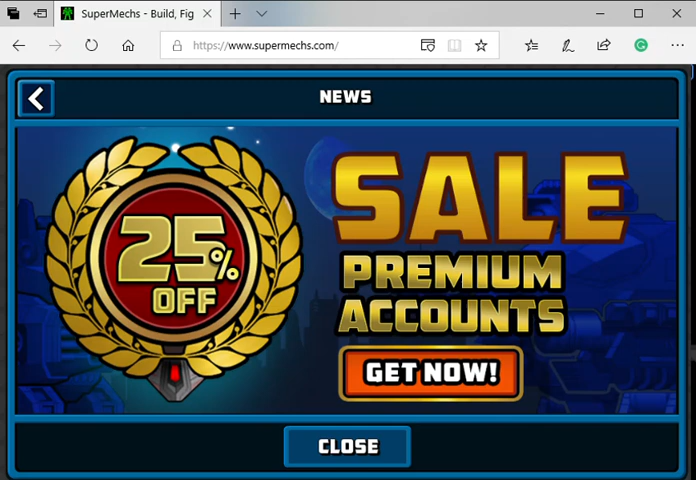 SuperMechs - Build, Fig
https://www.supermechs.com/
NEWS
25%
OFF
SALE
PREMIUM
ACCOUNTS
GET NOW!
CLOSE